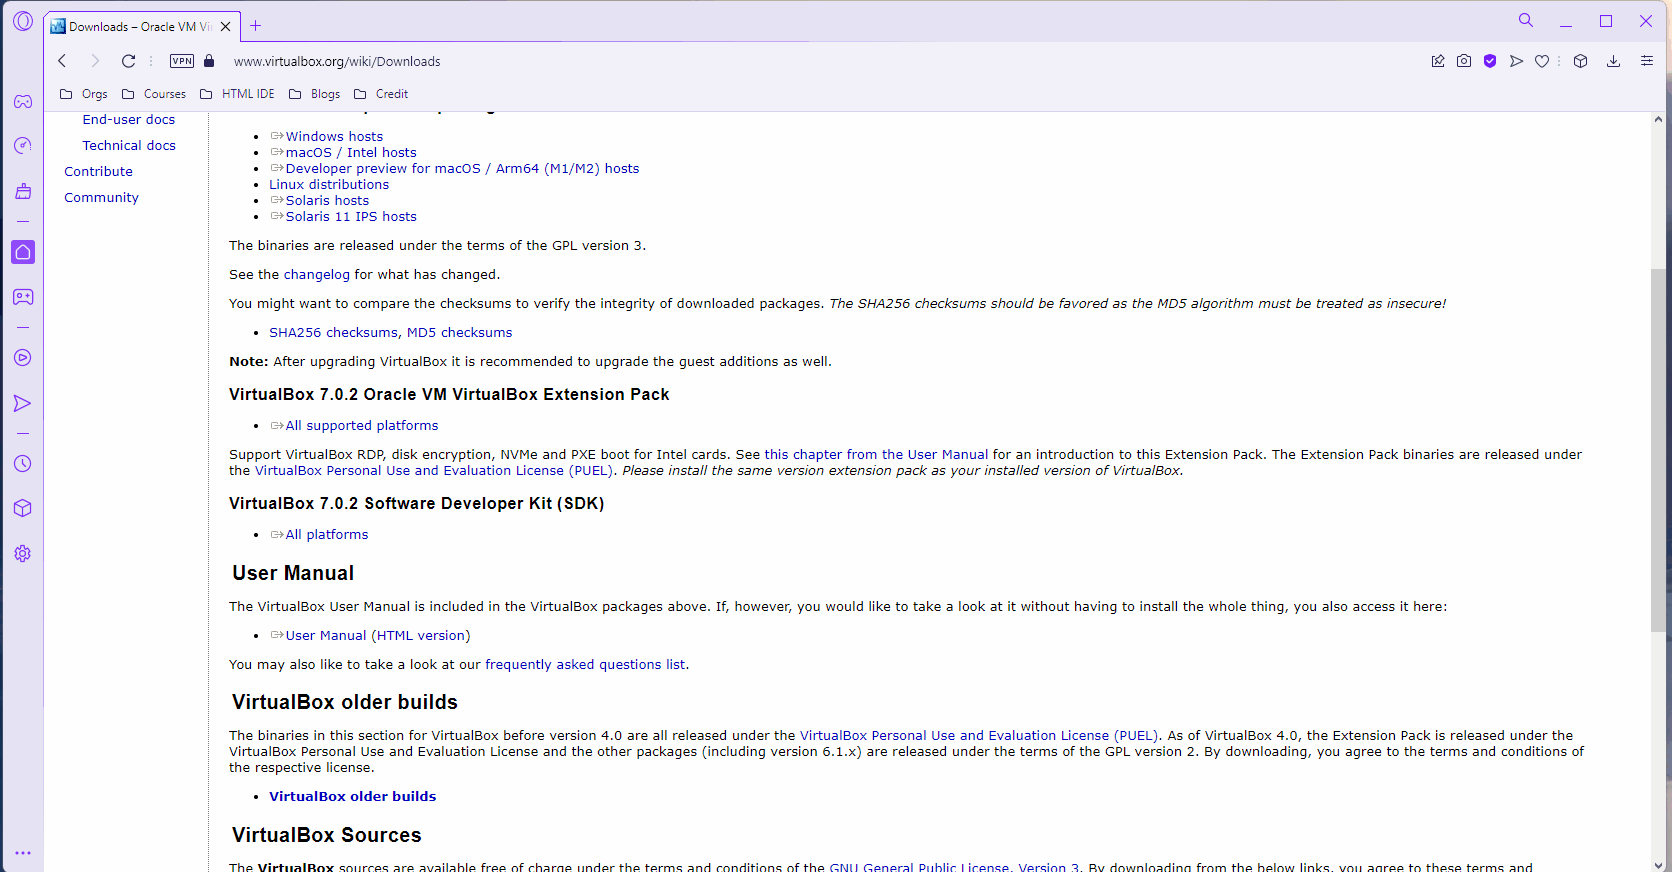 Downloads – Oracle VM Vi
VPN
www.virtualbox.org/wiki/Downloads
Orgs
Courses
HTML IDE
Blogs
Credit
End-user docs
Technical docs
Contribute
Community
Windows hosts
macOS / Intel hosts
Developer preview for macOS / Arm64 (M1/M2) hosts
Linux distributions
Solaris hosts
Solaris 11 IPS hosts
The binaries are released under the terms of the GPL version 3.
See the changelog for what has changed.
You might want to compare the checksums to verify the integrity of downloaded packages. The SHA256 checksums should be favored as the MD5 algorithm must be treated as insecure!
SHA256 checksums, MD5 checksums
Note: After upgrading VirtualBox it is recommended to upgrade the guest additions as well.
VirtualBox 7.0.2 Oracle VM VirtualBox Extension Pack
All supported platforms
Support VirtualBox RDP, disk encryption, NVMe and PXE boot for Intel cards. See this chapter from the User Manual for an introduction to this Extension Pack. The Extension Pack binaries are released under
the VirtualBox Personal Use and Evaluation License (PUEL). Please install the same version extension pack as your installed version of VirtualBox.
VirtualBox 7.0.2 Software Developer Kit (SDK)
All platforms
User Manual
The VirtualBox User Manual is included in the VirtualBox packages above. If, however, you would like to take a look at it without having to install the whole thing, you also access it here:
User Manual (HTML version)
You may also like to take a look at our frequently asked questions list.
VirtualBox older builds
The binaries in this section for VirtualBox before version 4.0 are all released under the VirtualBox Personal Use and Evaluation License (PUEL). As of VirtualBox 4.0, the Extension Pack is released under the
VirtualBox Personal Use and Evaluation License and the other packages (including version 6.1.x) are released under the terms of the GPL version 2. By downloading, you agree to the terms and conditions of
the respective license.
VirtualBox older builds
VirtualBox Sources
The VirtualBox sources are available free of charge under the terms and conditions of the GNU General Public License, Version 3. By downloading from the below links, you agree to these terms and